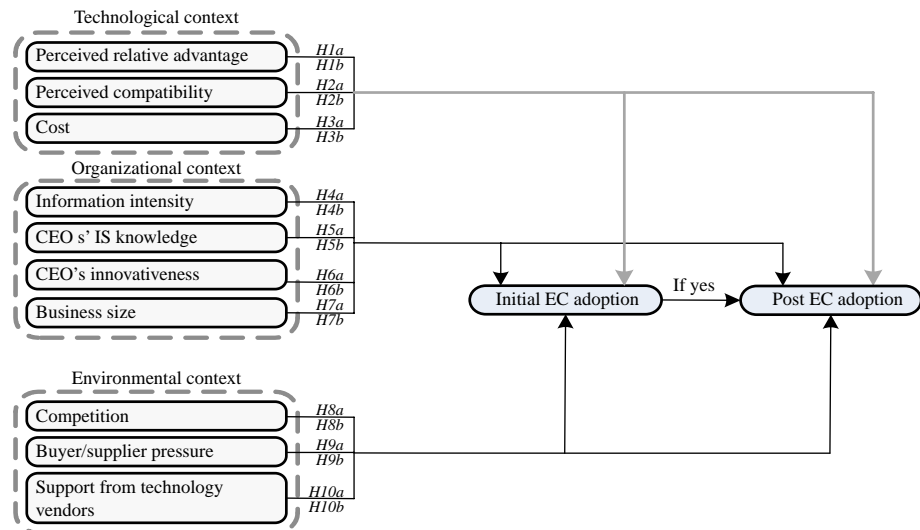 Technological context
Perceived relative advantage
H1a
H1b
Perceived compatibility
H2a
H2b
Cost
H3a
H3b
Organizational context
Information intensity
H4a
H4b
CEO s' IS knowledge
H5a
H5b
CEO's innovativeness
H6a
H6b
Business size
H7a
H7b
Initial EC adoption
If yes
Post EC adoption
Environmental context
Competition
H8a
H8b
Buyer/supplier pressure
H9a
H9b
Support from technology
vendors
H10a
H10b